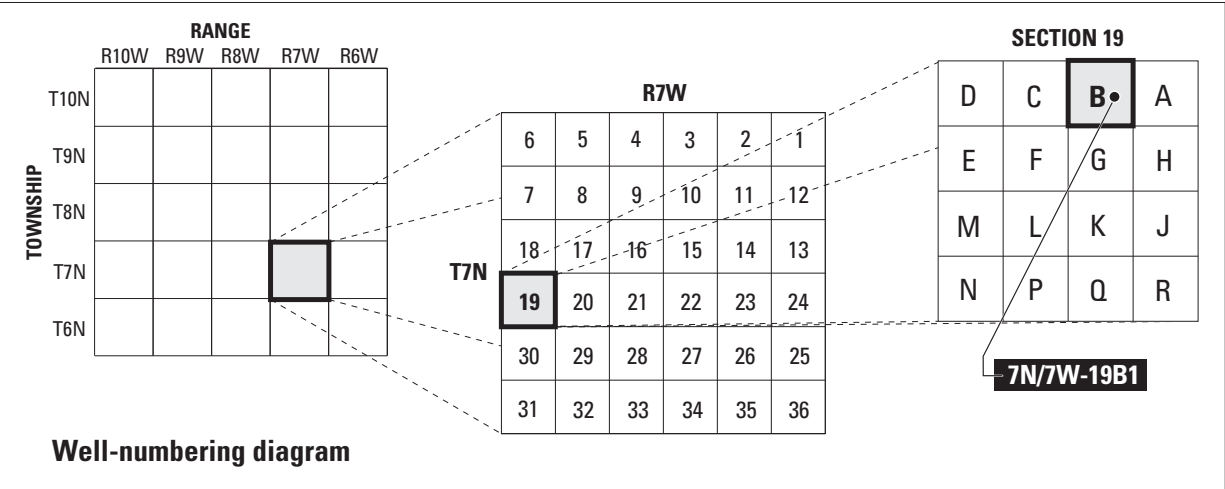 RANGE
R10W R9W R8W R7W R6W
TOWNSHIP
T10N
T9N
T8N
T7N
T6N
R7W
T7N
6 5 4 3 2 1
7 8 9 10 11 12
18 17 16 15 14 13
19 20 21 22 23 24
30 29 28 27 26 25
31 32 33 34 35 36
SECTION 19
D C B A
E F G H
M L K J
N P Q R
7N/7W-19B1
Well-numbering diagram